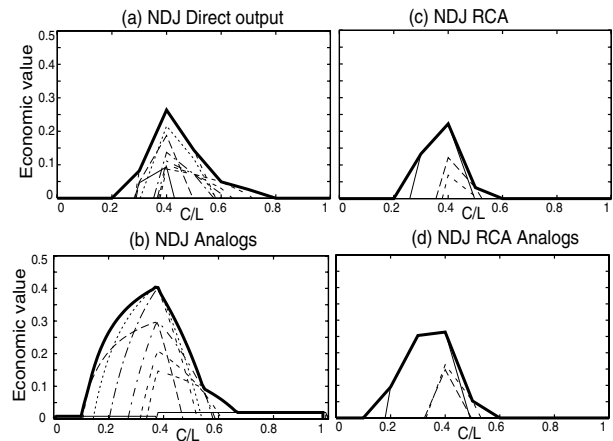 (a) NDJ Direct output
Economic value
0.5
0.4
0.3
0.2
0.1
0
0 0.2 0.4 0.6 0.8 1
C/L
(c) NDJ RCA
0 0.2 0.4 0.6 0.8 1
C/L
(b) NDJ Analogs
Economic value
0.5
0.4
0.3
0.2
0.1
0
0 0.2 0.4 0.6 0.8 1
C/L
(d) NDJ RCA Analogs
0 0.2 0.4 0.6 0.8 1
C/L